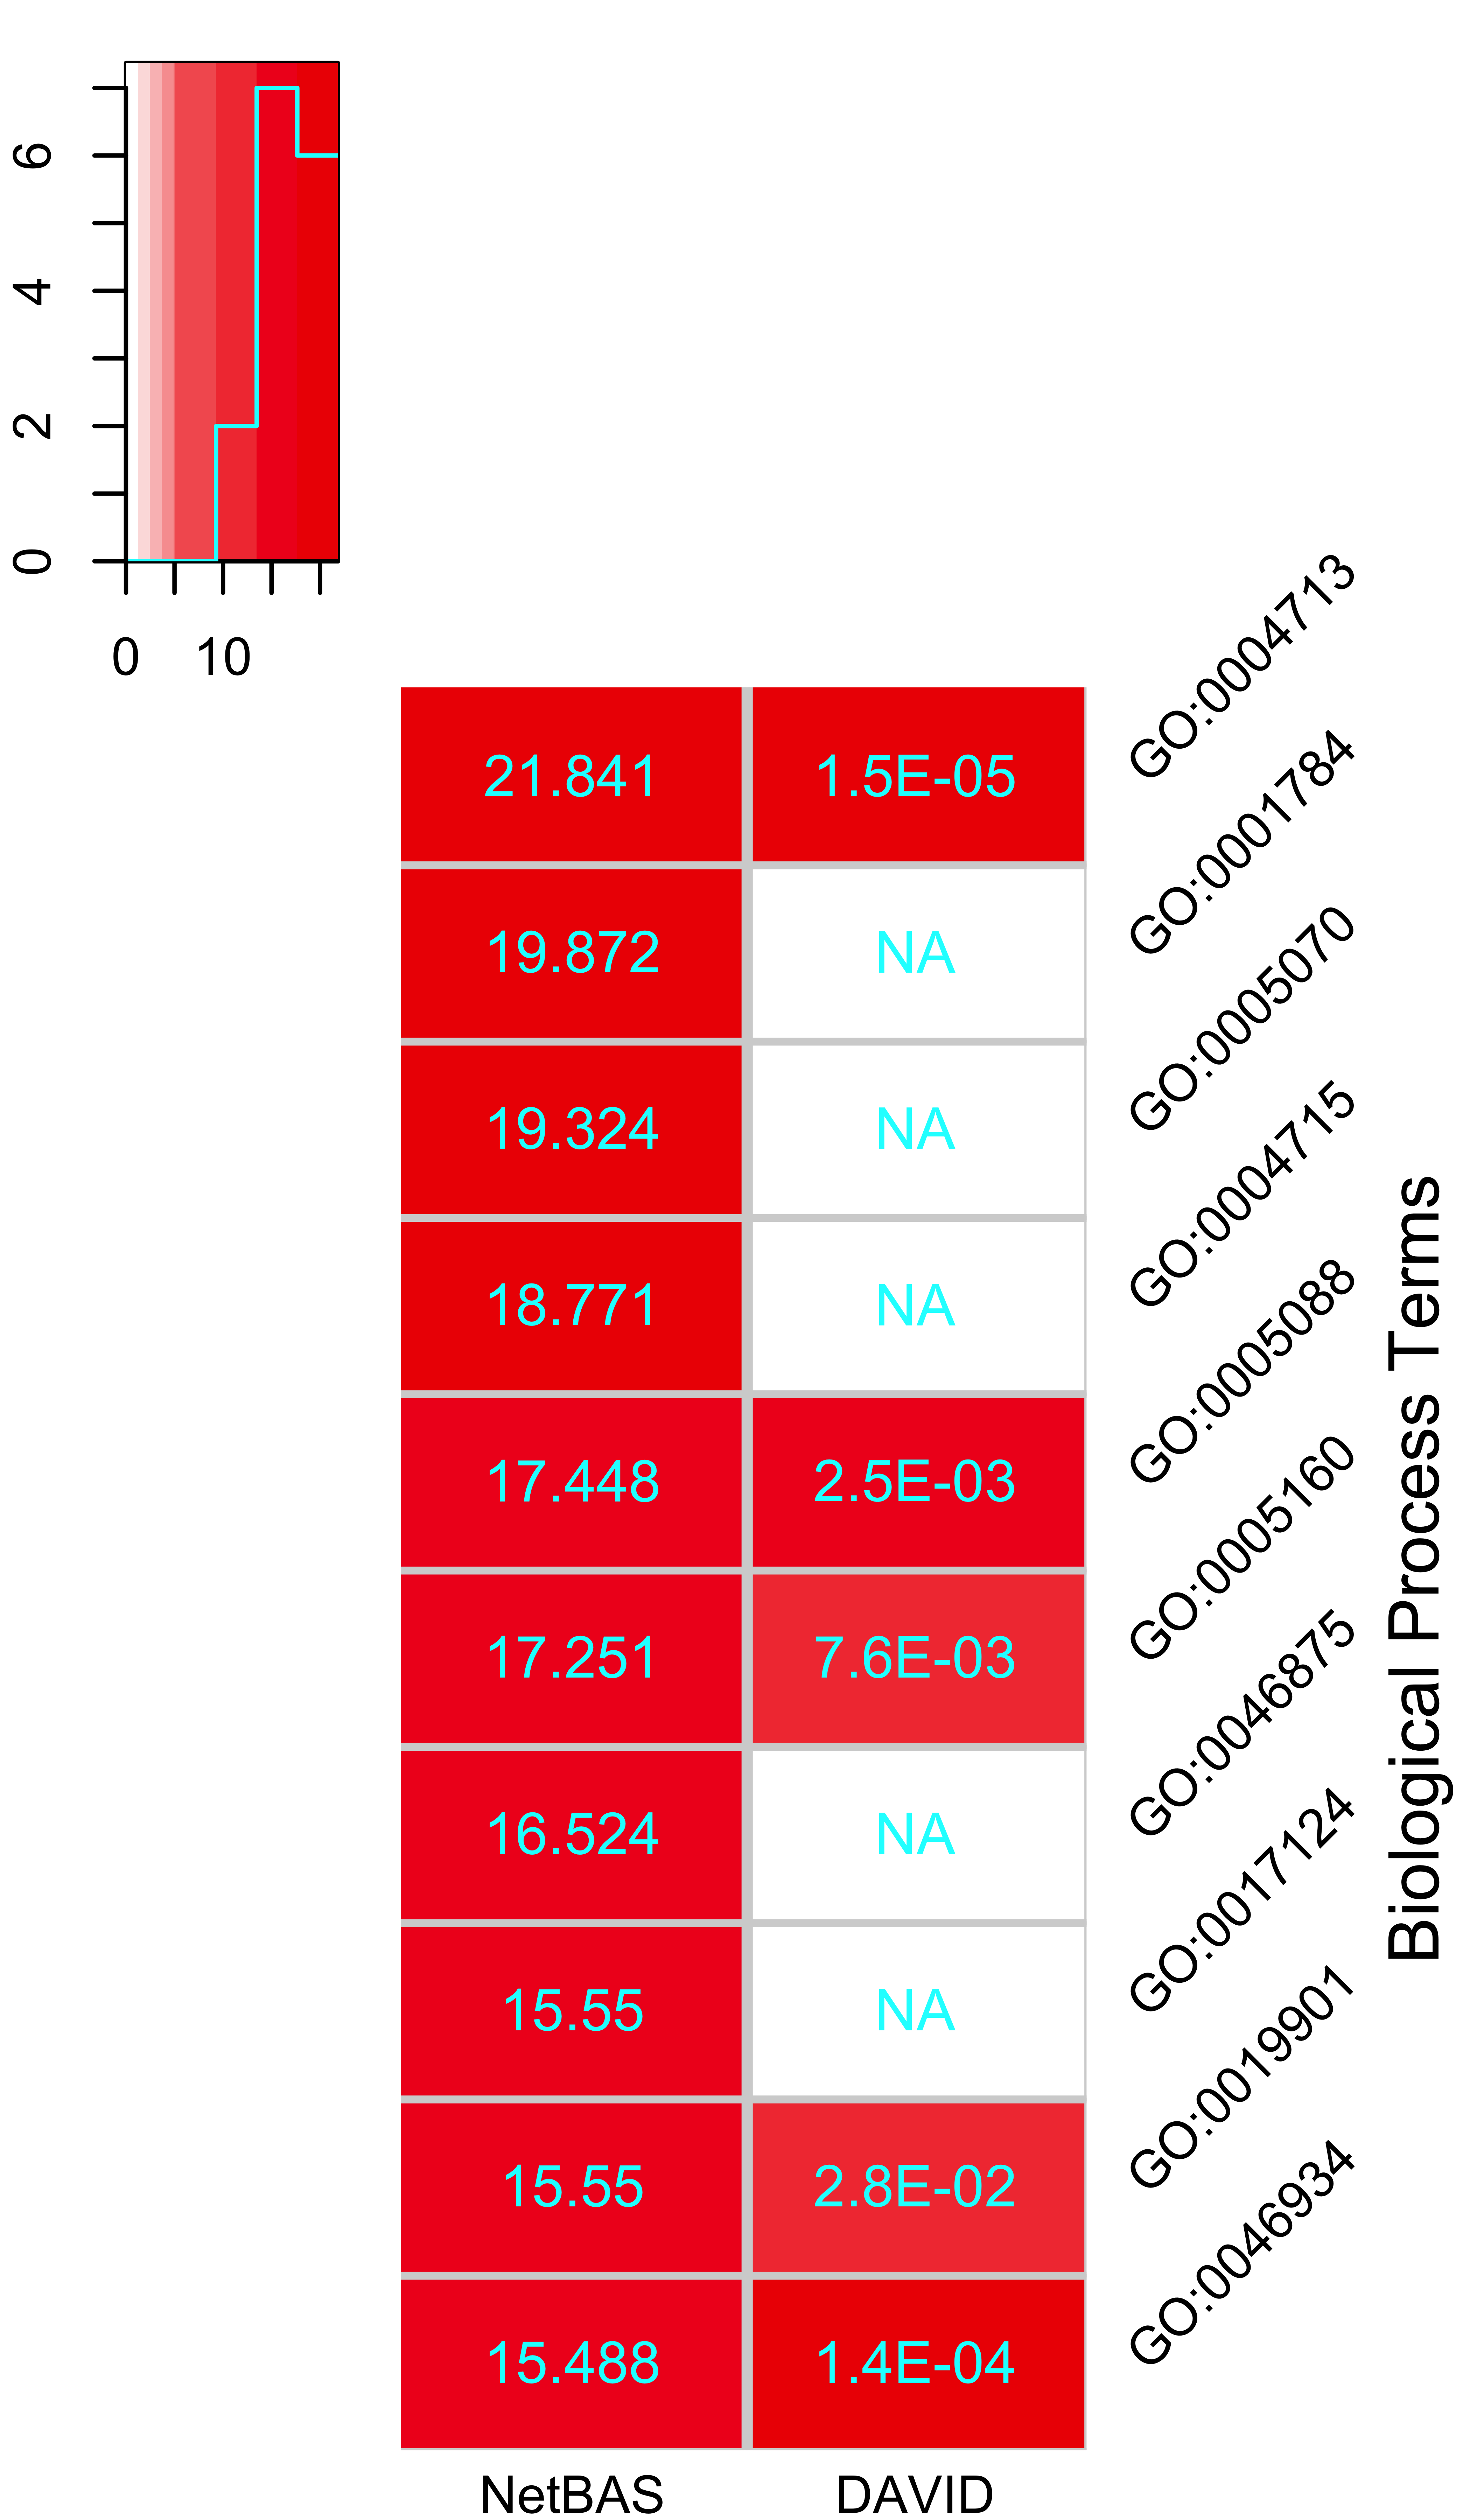 6
4
2
0
0 10
21.841 1.5E-05 GO:0004713
19.872 NA GO:0001784
19.324 NA GO:0005070
18.771 NA GO:0004715
17.448 2.5E-03 GO:0005088
17.251 7.6E-03 GO:0005160
16.524 NA GO:0046875
15.55 NA GO:0017124
15.55 2.8E-02 GO:0019901
15.488 1.4E-04 GO:0046934
NetBAS DAVID
Biological Process Terms